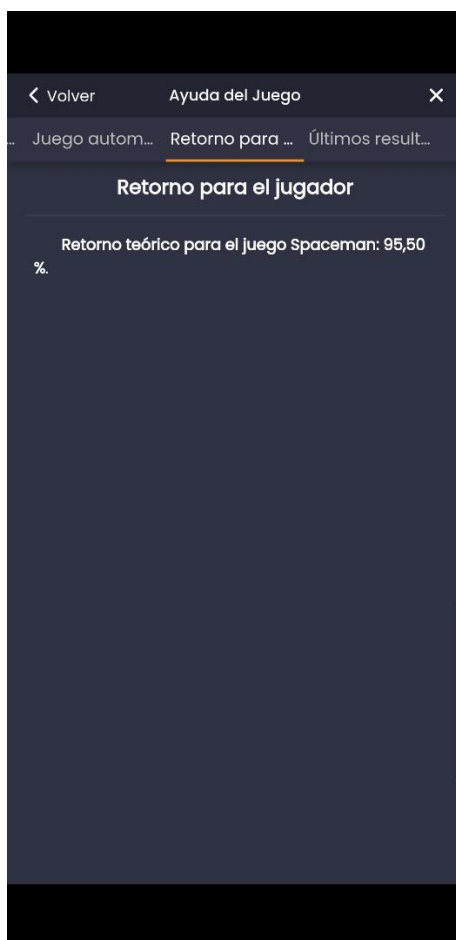 Volver Ayuda del Juego
... Juego autom... Retorno para ... Últimos result...
Retorno para el jugador
Retorno teórico para el juego Spaceman: 95,50
%.